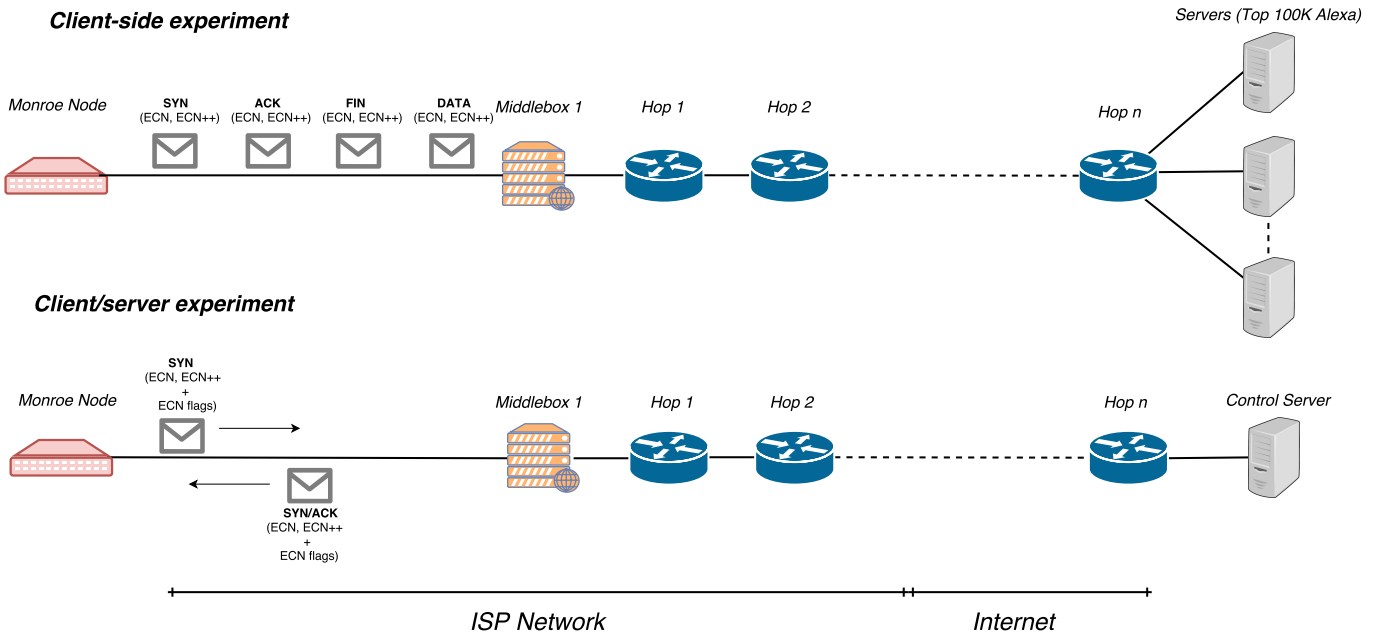 Client-side experiment
Servers (Top 100K Alexa)
Monroe Node
SYN
(ECN, ECN++)
ACK
(ECN, ECN++)
FIN
(ECN, ECN++)
DATA
(ECN, ECN++)
Middlebox 1
Hop 1
Hop 2
Hop n
Client/server experiment
Monroe Node
SYN
(ECN, ECN++
+
ECN flags)
Middlebox 1
Hop 1
Hop 2
Hop n
Control Server
SYN/ACK
(ECN, ECN++
+
ECN flags)
ISP Network
Internet